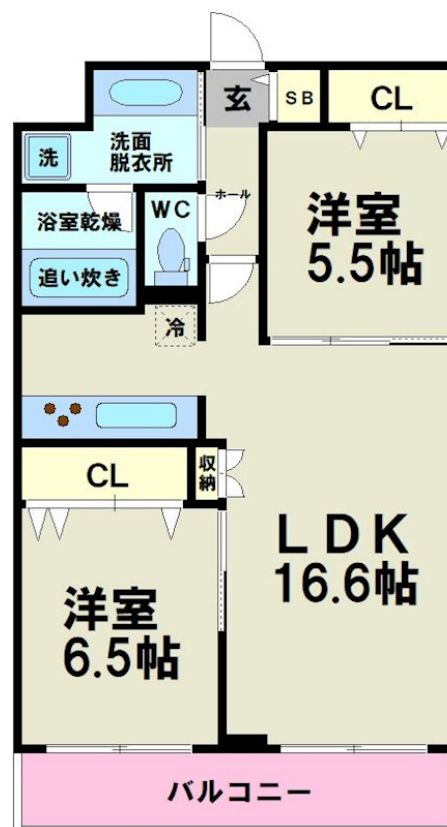 玄
SB
CL
洗
洗面
脱衣所
ホール
洋室
5.5帖
浴室乾燥
WC
追い炊き
冷
CL
収
納
LDK
16.6帖
洋室
6.5帖
バルコニー